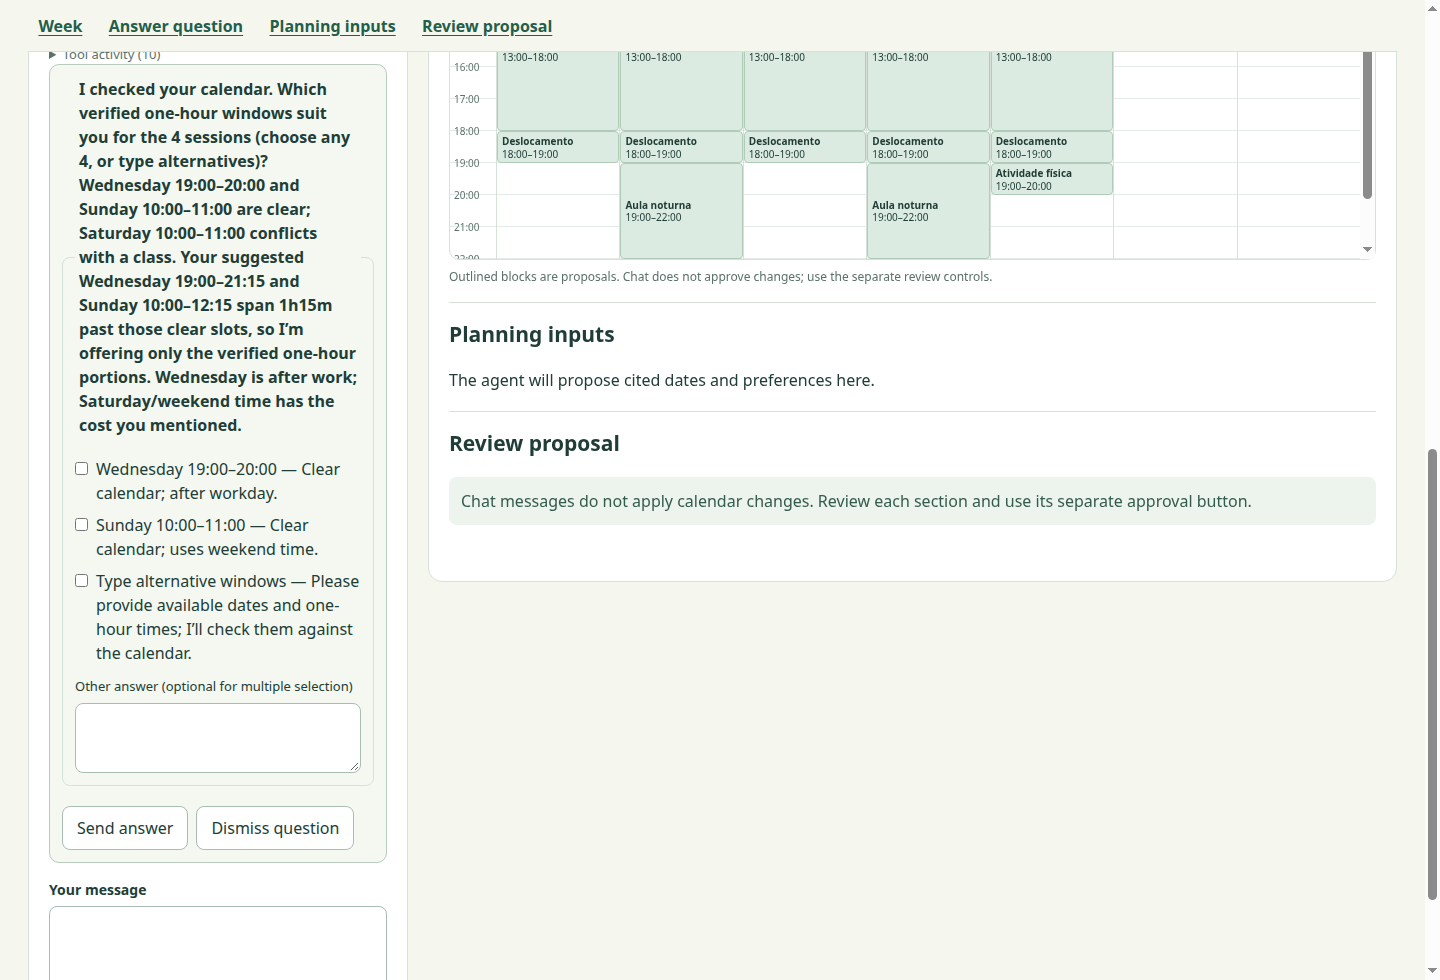 Week Answer question Planning inputs Review proposal
▶ Tool activity (10)
I checked your calendar. Which
verified one-hour windows suit
you for the 4 sessions (choose any
4, or type alternatives)?
Wednesday 19:00–20:00 and
Sunday 10:00–11:00 are clear;
Saturday 10:00–11:00 conflicts
with a class. Your suggested
Wednesday 19:00–21:15 and
Sunday 10:00–12:15 span 1h15m
past those clear slots, so I’m
offering only the verified one-hour
portions. Wednesday is after work;
Saturday/weekend time has the
cost you mentioned.
Wednesday 19:00–20:00 — Clear
calendar; after workday.
Sunday 10:00–11:00 — Clear
calendar; uses weekend time.
Type alternative windows — Please
provide available dates and one-
hour times; I’ll check them against
the calendar.
Other answer (optional for multiple selection)
Send answer Dismiss question
Your message
13:00–18:00 13:00–18:00 13:00–18:00 13:00–18:00 13:00–18:00
16:00
17:00
18:00
Deslocamento Deslocamento Deslocamento Deslocamento Deslocamento
18:00–19:00 18:00–19:00 18:00–19:00 18:00–19:00 18:00–19:00
19:00
Atividade física
19:00–20:00
20:00
Aula noturna Aula noturna
19:00–22:00 19:00–22:00
21:00
22:00
Outlined blocks are proposals. Chat does not approve changes; use the separate review controls.
Planning inputs
The agent will propose cited dates and preferences here.
Review proposal
Chat messages do not apply calendar changes. Review each section and use its separate approval button.